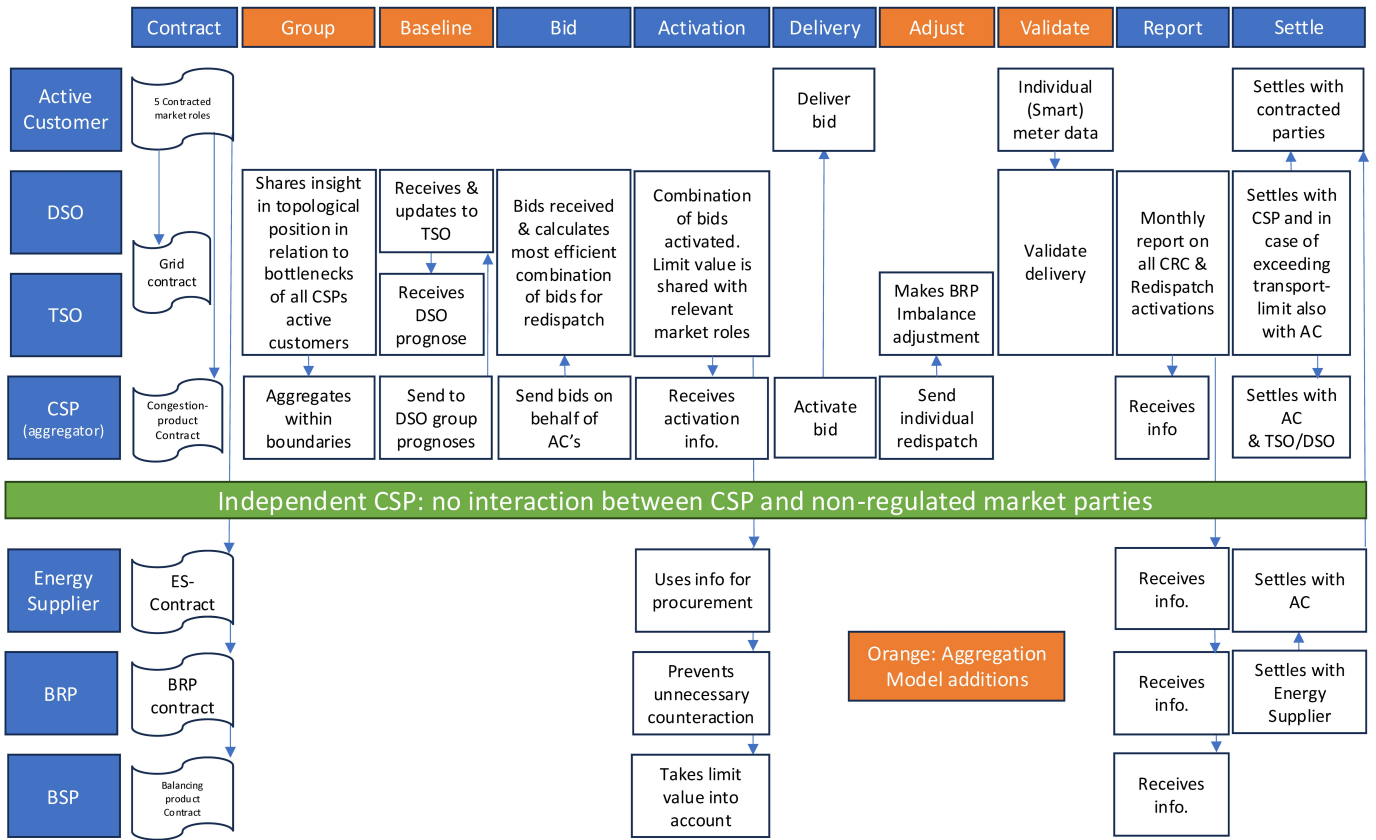 Contract
Group
Baseline
Bid
Activation
Delivery
Adjust
Validate
Report
Settle
Active
Customer
5 Contracted
market roles
Deliver
bid
Individual
(Smart)
meter data
Settles with
contracted
parties
DSO
Shares insight
in topological
position in
relation to
bottlenecks
of all CSPs
active
customers
Receives &
updates to
TSO
Bids received
& calculates
most efficient
combination
of bids for
redispatch
Combination
of bids
activated.
Limit value is
shared with
relevant
market roles
Validate
delivery
Monthly
report on
all CRC &
Redispatch
activations
Settles with
CSP and in
case of
exceeding
transport-
limit also
with AC
Grid
contract
TSO
Receives
DSO
prognose
Makes BRP
Imbalance
adjustment
CSP
(aggregator)
Congestion-
product
Contract
Aggregates
within
boundaries
Send to
DSO group
prognoses
Send bids on
behalf of
AC's
Receives
activation
info.
Activate
bid
Send
individual
redispatch
Receives
info
Settles with
AC
& TSO/DSO
Independent CSP: no interaction between CSP and non-regulated market parties
Energy
Supplier
ES-
Contract
Uses info for
procurement
Receives
info.
Settles with
AC
Orange: Aggregation
Model additions
BRP
BRP
contract
Prevents
unnecessary
counteraction
Receives
info.
Settles with
Energy
Supplier
BSP
Balancing
product
Contract
Takes limit
value into
account
Receives
info.